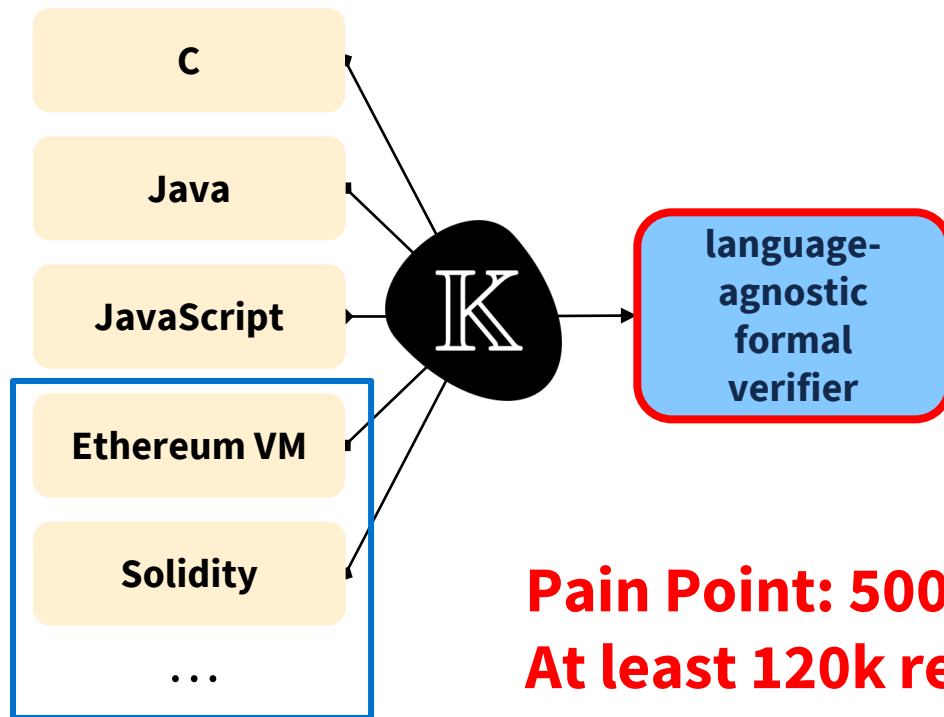 C
Java
JavaScript
Ethereum VM
Solidity
...
𝕂
language-
agnostic
formal
verifier
Pain Point: 500
At least 120k re